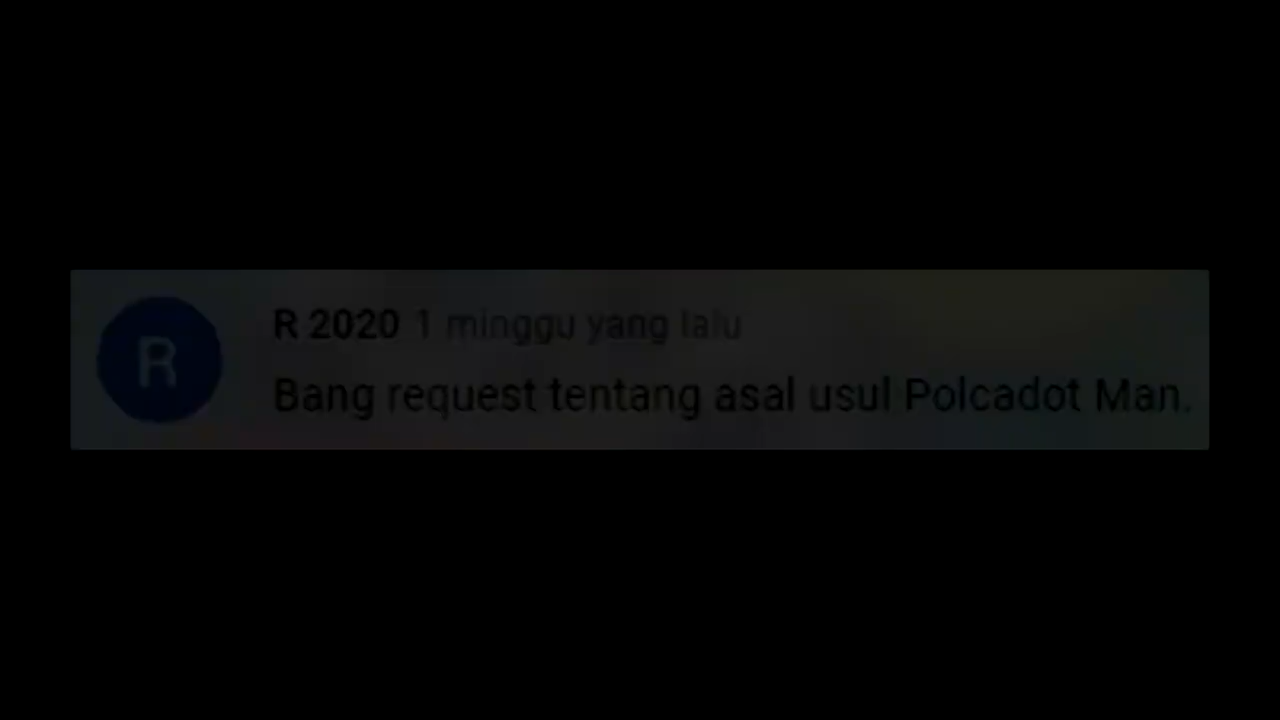 R
R 2020 1 minggu yang lalu
Bang request tentang asal usul Polcadot Man.